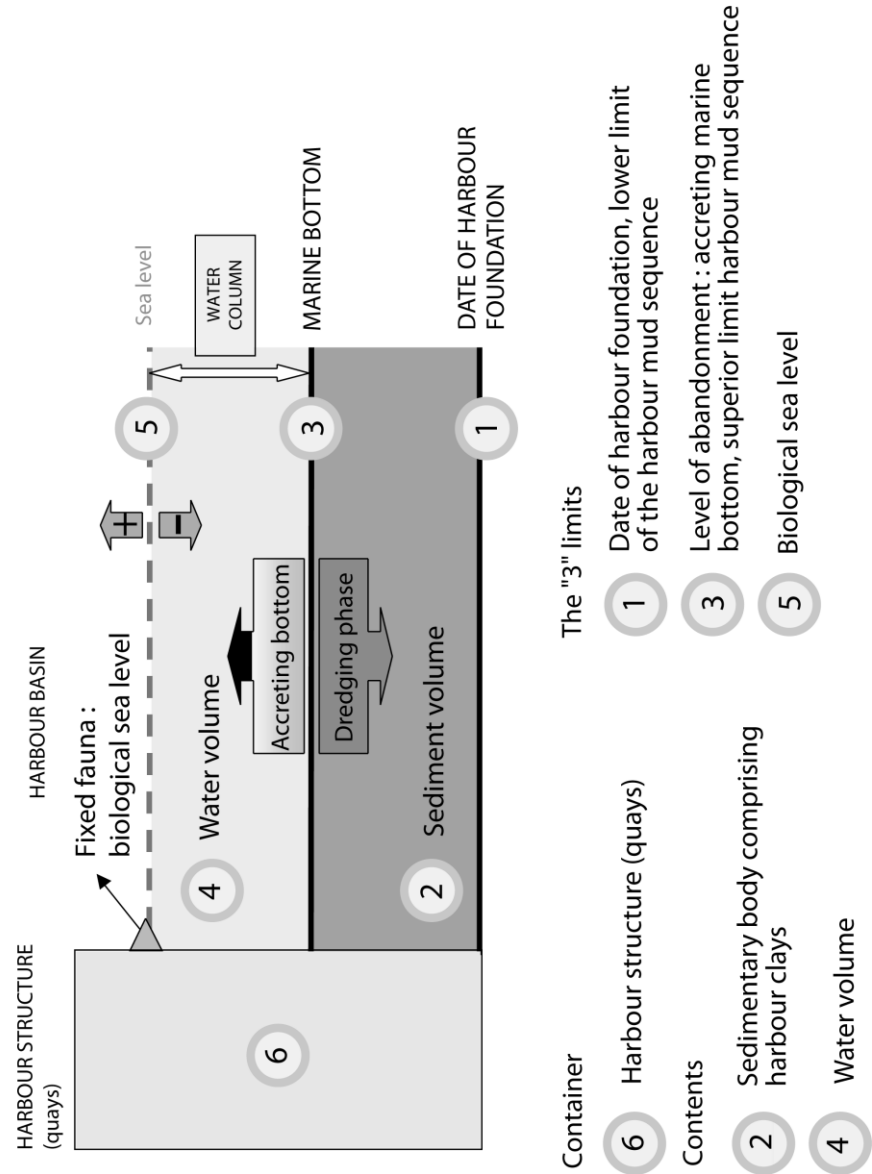 HARBOUR STRUCTURE
(quays)
HARBOUR BASIN
Fixed fauna :
biological sea level
Sea level
5
+
−
WATER
COLUMN
4
Water volume
Accreting bottom
3
MARINE BOTTOM
Dredging phase
6
2
Sediment volume
1
DATE OF HARBOUR
FOUNDATION
Container
6
Harbour structure (quays)
Contents
2
Sedimentary body comprising
harbour clays
4
Water volume
The "3" limits
1
Date of harbour foundation, lower limit
of the harbour mud sequence
3
Level of abandonment : accreting marine
bottom, superior limit harbour mud sequence
5
Biological sea level